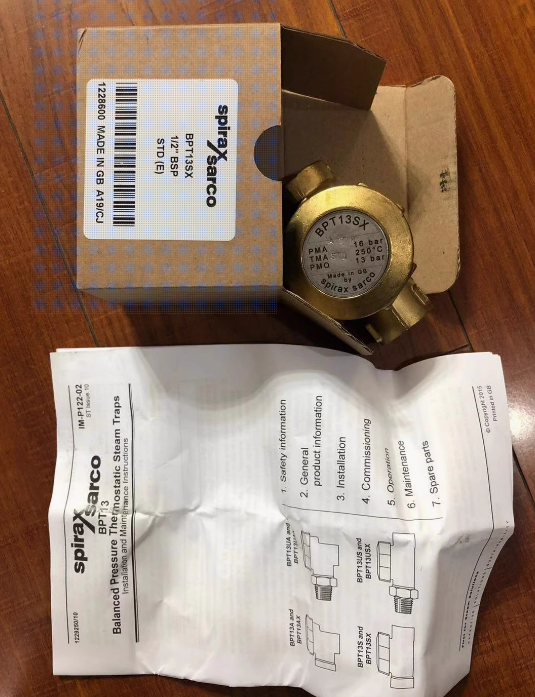 spirax
sarco
BPT13SX
1/2" BSP
STD (E)
1228600 MADE IN GB A19/CJ
BPT13SX
PMA 16 bar
TMA 250°C
PMO 13 bar
Made in GB
by
spirax sarco
1229250/10
IM-P122-02
ST Issue 10
spirax
sarco
BPT13
Balanced Pressure Thermostatic Steam Traps
Installation and Maintenance Instructions
1. Safety information
2. General
product information
3. Installation
4. Commissioning
5. Operation
6. Maintenance
7. Spare parts
BPT13UA and
BPT13US and
BPT13USX
BPT13A and
BPT13AX
BPT13S and
BPT13SX
© Copyright 2015
Printed in GB